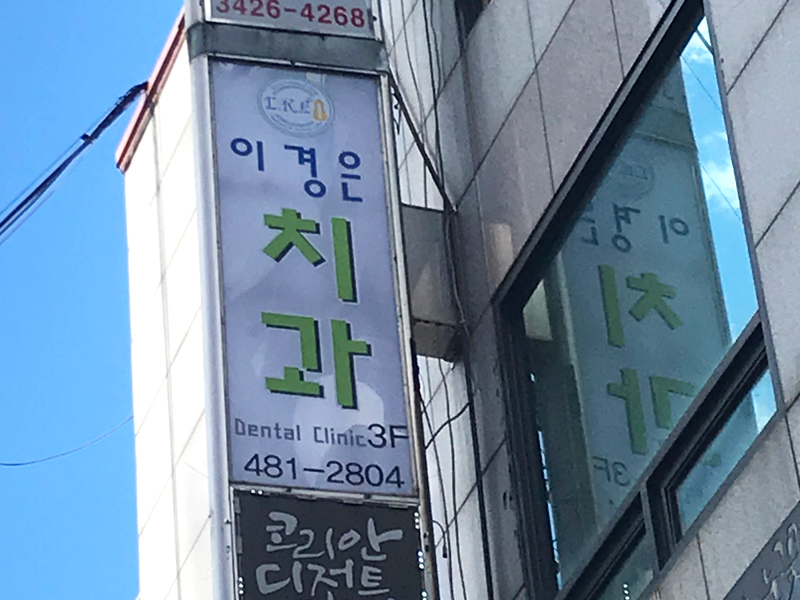 3426-4268
L.K.E
이경은
치
과
Dental Clinic 3F
481-2804
코리안
디저트